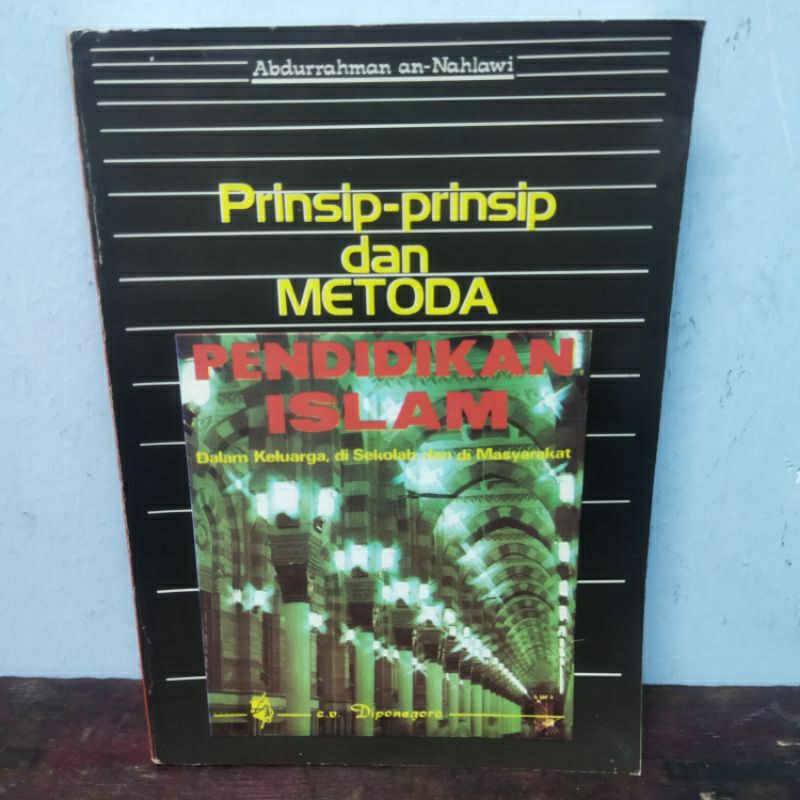 Abdurrahman an-Nahlawi
Prinsip-prinsip
dan
METODA
PENDIDIKAN
ISLAM
Dalam Keluarga, di Sekolah dan di Masyarakat
c.v. Diponegoro